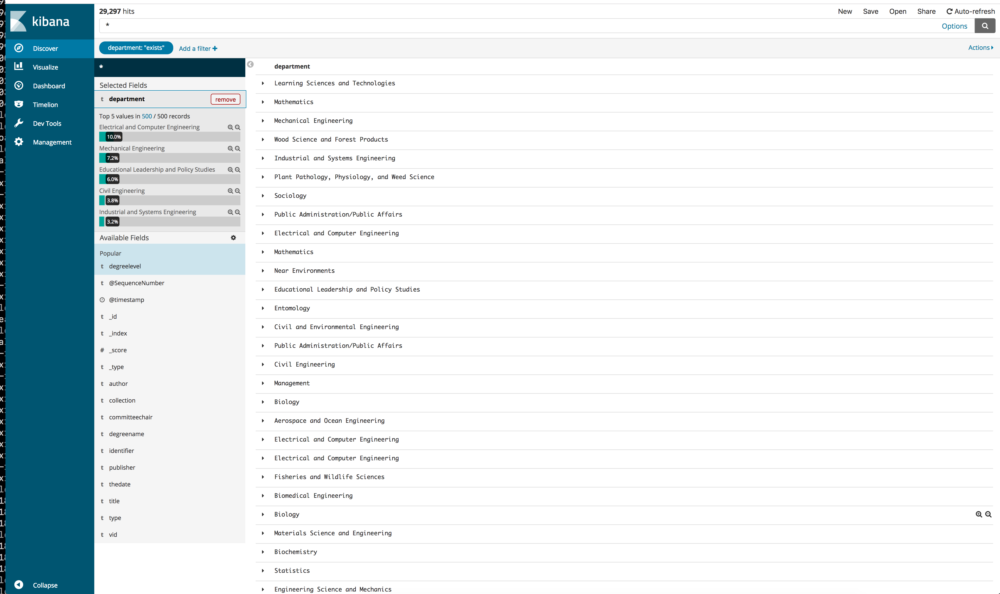 kibana
Discover
Visualize
Dashboard
Timelion
Dev Tools
Management
Collapse
29,297 hits
New Save Open Share Auto-refresh
*
Options
department: "exists" Add a filter
Actions
*
Selected Fields
t department remove
Top 5 values in 500 / 500 records
Electrical and Computer Engineering
10.0%
Mechanical Engineering
7.2%
Educational Leadership and Policy Studies
6.0%
Civil Engineering
3.8%
Industrial and Systems Engineering
3.2%
Available Fields
Popular
t degreelevel
t @SequenceNumber
@timestamp
t _id
t _index
# _score
t _type
t author
t collection
t committeechair
t degreename
t identifier
t publisher
t thedate
t title
t type
t vid
department
Learning Sciences and Technologies
Mathematics
Mechanical Engineering
Wood Science and Forest Products
Industrial and Systems Engineering
Plant Pathology, Physiology, and Weed Science
Sociology
Public Administration/Public Affairs
Electrical and Computer Engineering
Mathematics
Near Environments
Educational Leadership and Policy Studies
Entomology
Civil and Environmental Engineering
Public Administration/Public Affairs
Civil Engineering
Management
Biology
Aerospace and Ocean Engineering
Electrical and Computer Engineering
Electrical and Computer Engineering
Fisheries and Wildlife Sciences
Biomedical Engineering
Biology
Materials Science and Engineering
Biochemistry
Statistics
Engineering Science and Mechanics